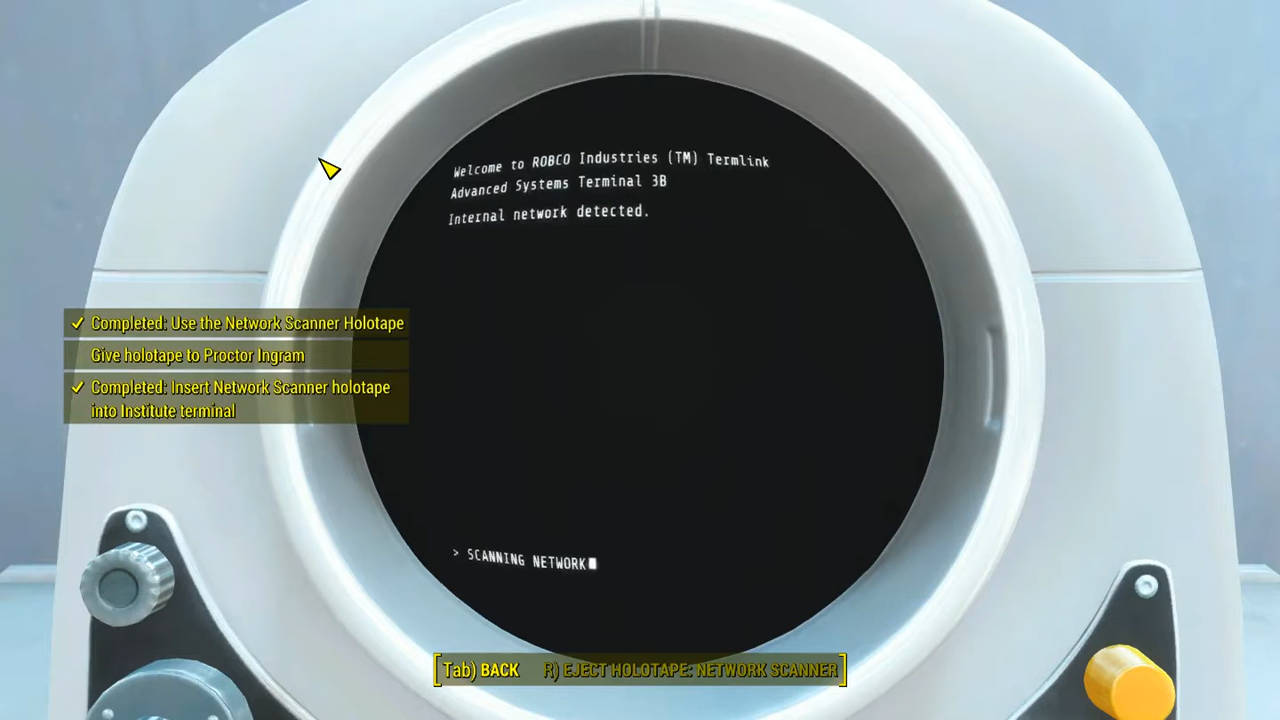 Welcome to ROBCO Industries (TM) Termlink
Advanced Systems Terminal 3B
Internal network detected.
✓ Completed: Use the Network Scanner Holotape
Give holotape to Proctor Ingram
✓ Completed: Insert Network Scanner holotape
into Institute terminal
> SCANNING NETWORK
Tab) BACK R) EJECT HOLOTAPE: NETWORK SCANNER